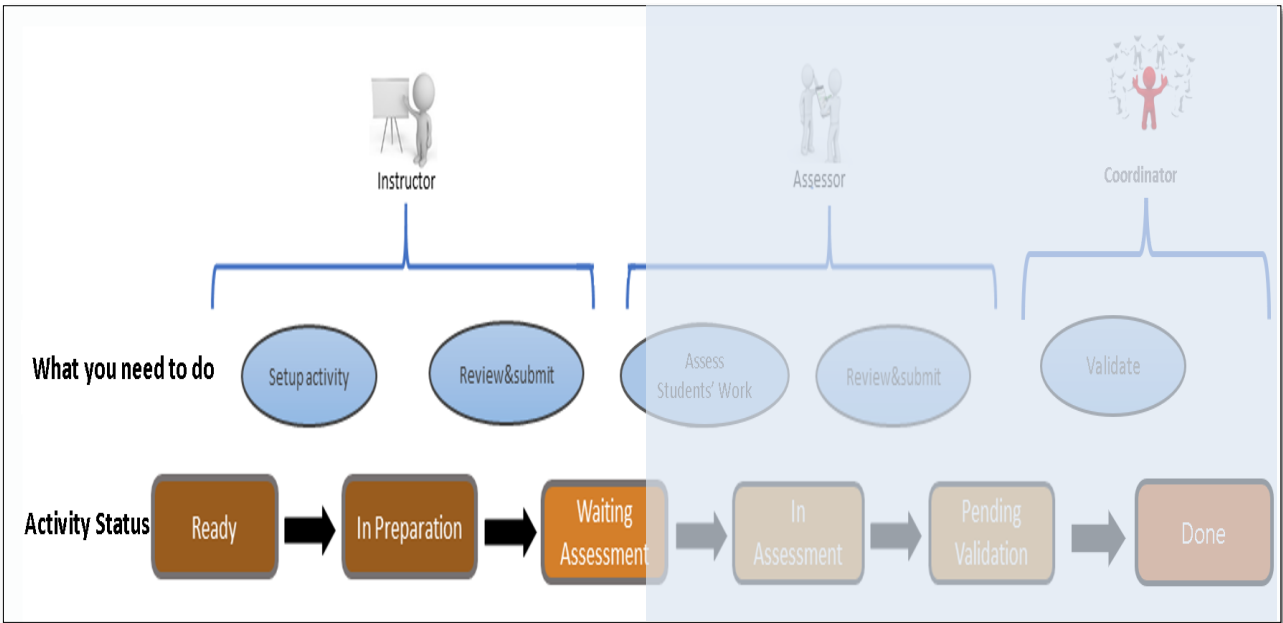 Instructor
Assessor
Coordinator
What you need to do
Setup activity
Review&submit
Assess
Students' Work
Review&submit
Validate
Activity Status
Ready
In Preparation
Waiting
Assessment
In
Assessment
Pending
Validation
Done